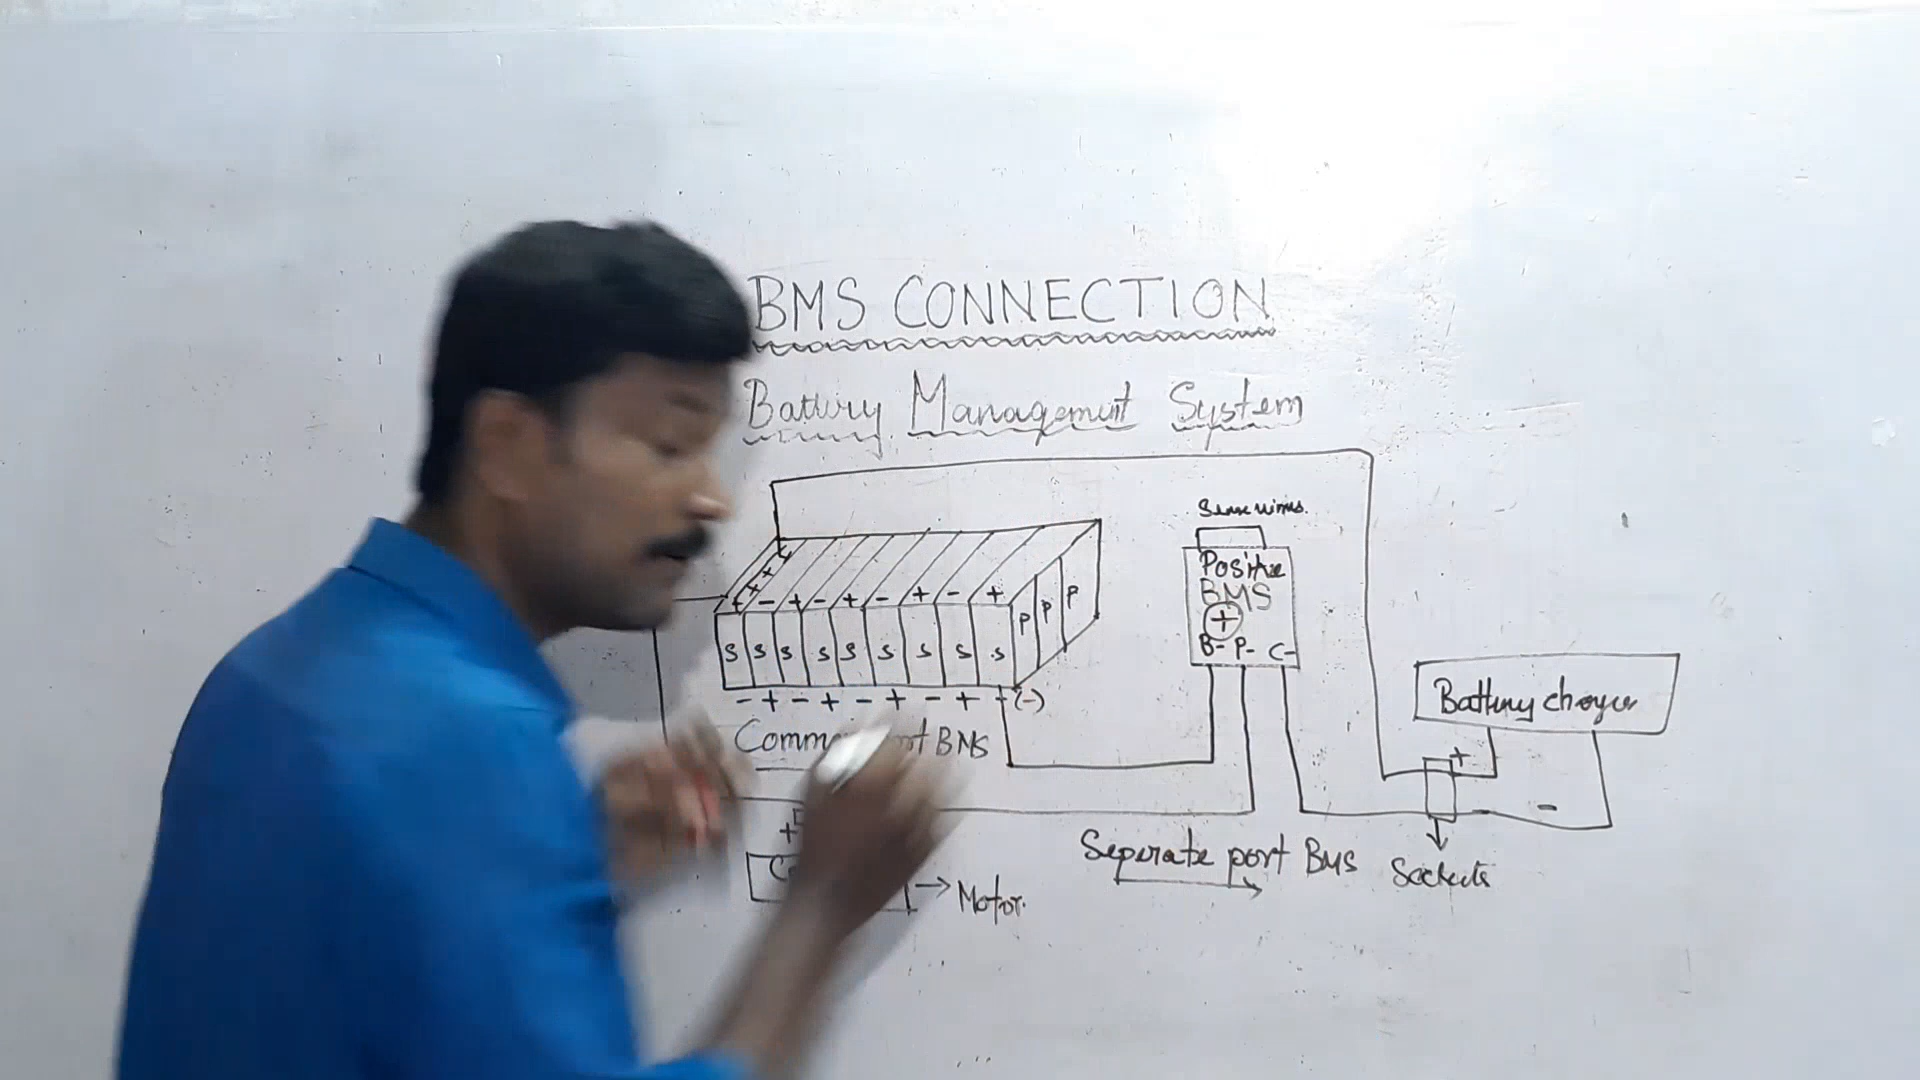 BMS CONNECTION
Battery Management System
Sense wires.
Positive
BMS
+
B- P- C-
+ + +
+ - + - + - + - +
P P P
S S S S S S S S S
- + - + - + - + - (-)
Battery charger
+
-
BMS
Separate port BMS
Sockets
+
→ Motor.